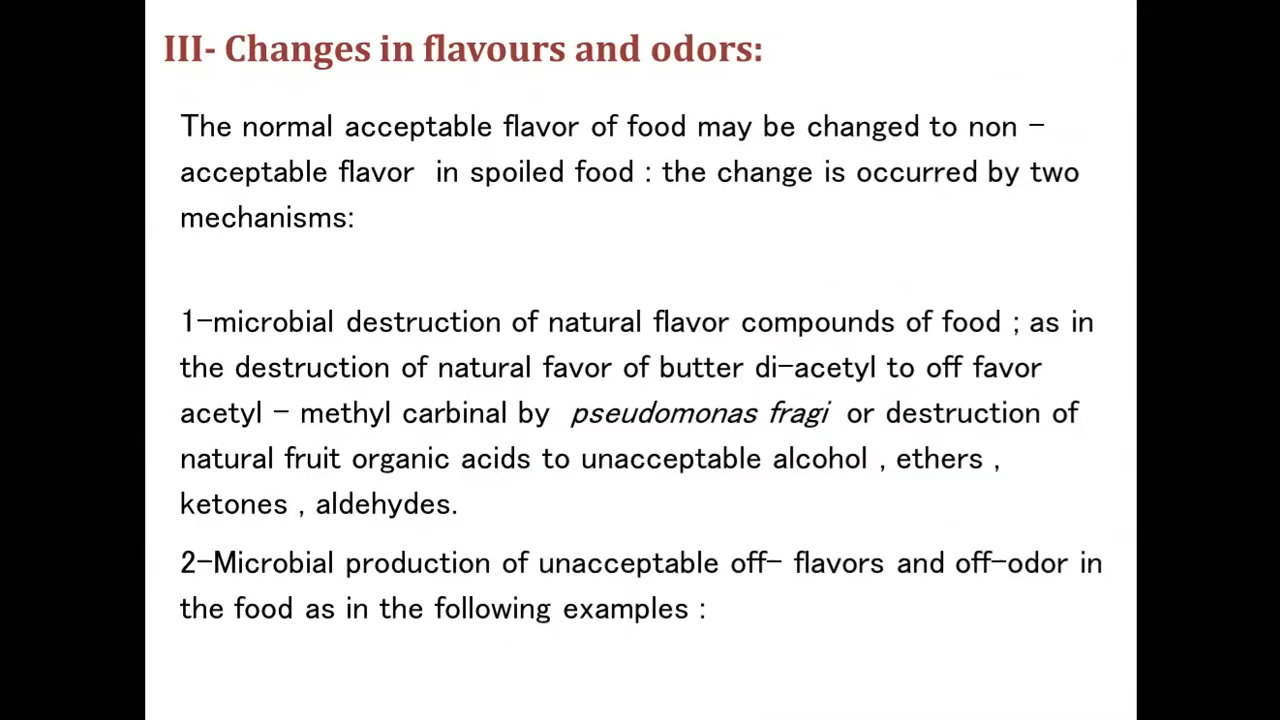 III- Changes in flavours and odors:
The normal acceptable flavor of food may be changed to non -
acceptable flavor in spoiled food : the change is occurred by two
mechanisms:
1-microbial destruction of natural flavor compounds of food ; as in
the destruction of natural favor of butter di-acetyl to off favor
acetyl - methyl carbinal by pseudomonas fragi or destruction of
natural fruit organic acids to unacceptable alcohol , ethers ,
ketones , aldehydes.
2-Microbial production of unacceptable off- flavors and off-odor in
the food as in the following examples :